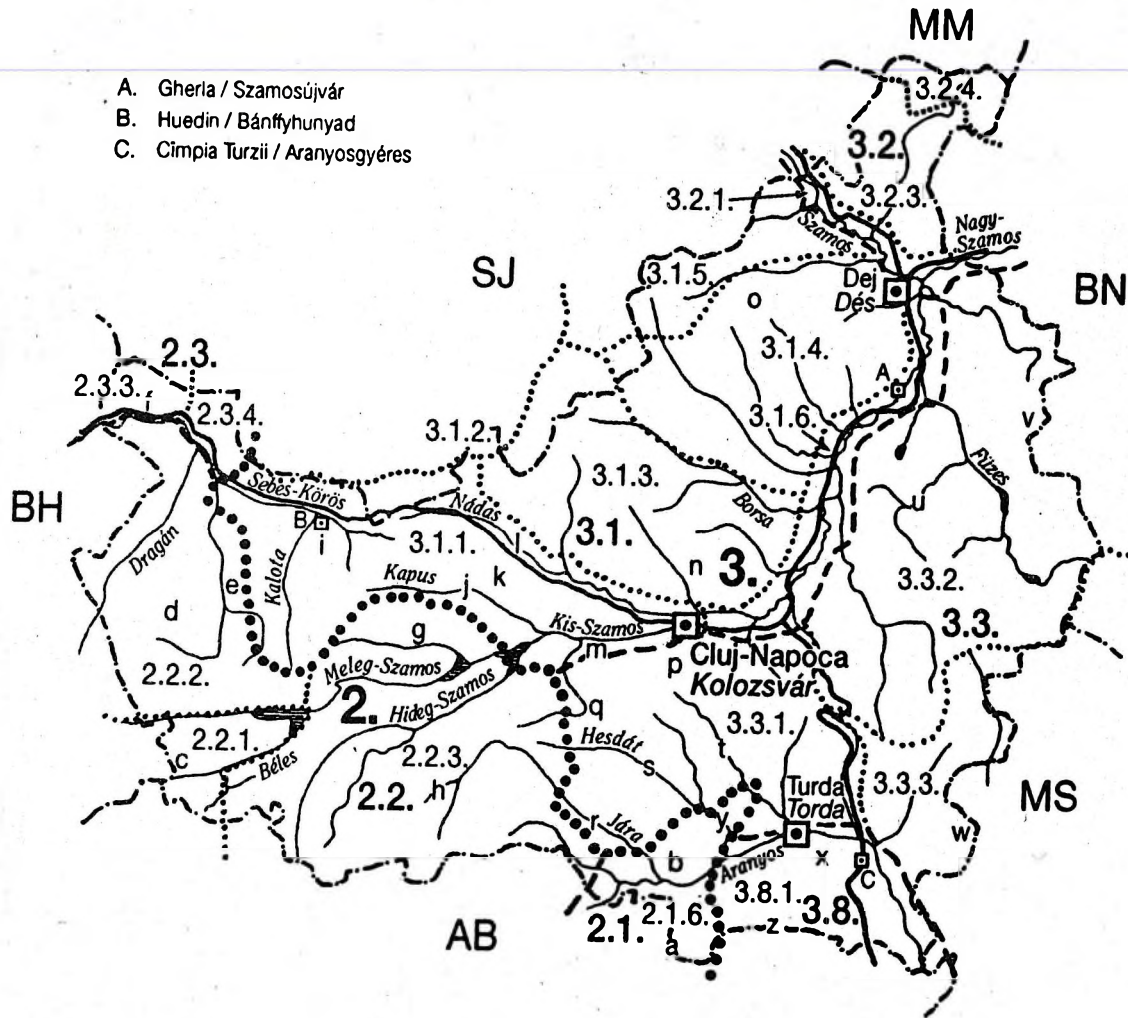 MM
A. Gherla / Szamosújvár
B. Huedin / Bánffyhunyad
C. Cîmpia Turzii / Aranyosgyéres
3.2.4.
3.2.
3.2.1.
3.2.3.
Szamos
Nagy-
Szamos
SJ
3.1.5.
o
Dej
Dés
BN
2.3.
2.3.3.
i
2.3.4.
3.1.4.
A
3.1.6.
v
3.1.2.
3.1.3.
Borsa
Füzes
u
BH
Sebes-Körös
Nádas
B
i
3.1.1.
l
3.1.
n
3.
Dragán
Kalota
e
Kapus
j
k
3.3.2.
3.3.
d
g
Kis-Szamos
m
p
Cluj-Napoca
Kolozsvár
2.2.2.
Meleg-Szamos
2.
Hideg-Szamos
q
3.3.1.
2.2.1.
c
Béles
2.2.3.
Hesdát
s
t
2.2.
h
Turda
Torda
3.3.3.
MS
r
Jára
y
w
b
Aranyos
x
C
3.8.1.
3.8.
AB
2.1.
2.1.6.
a
z